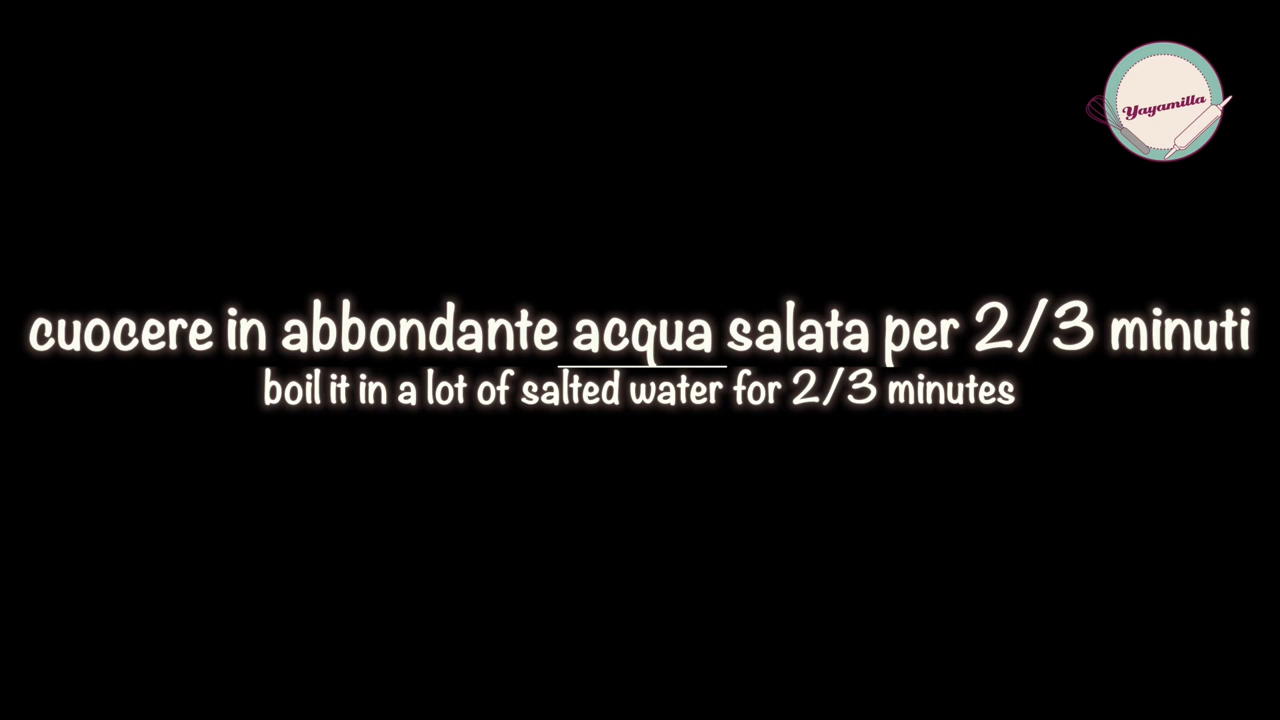 Yayamilla
cuocere in abbondante acqua salata per 2/3 minuti
boil it in a lot of salted water for 2/3 minutes